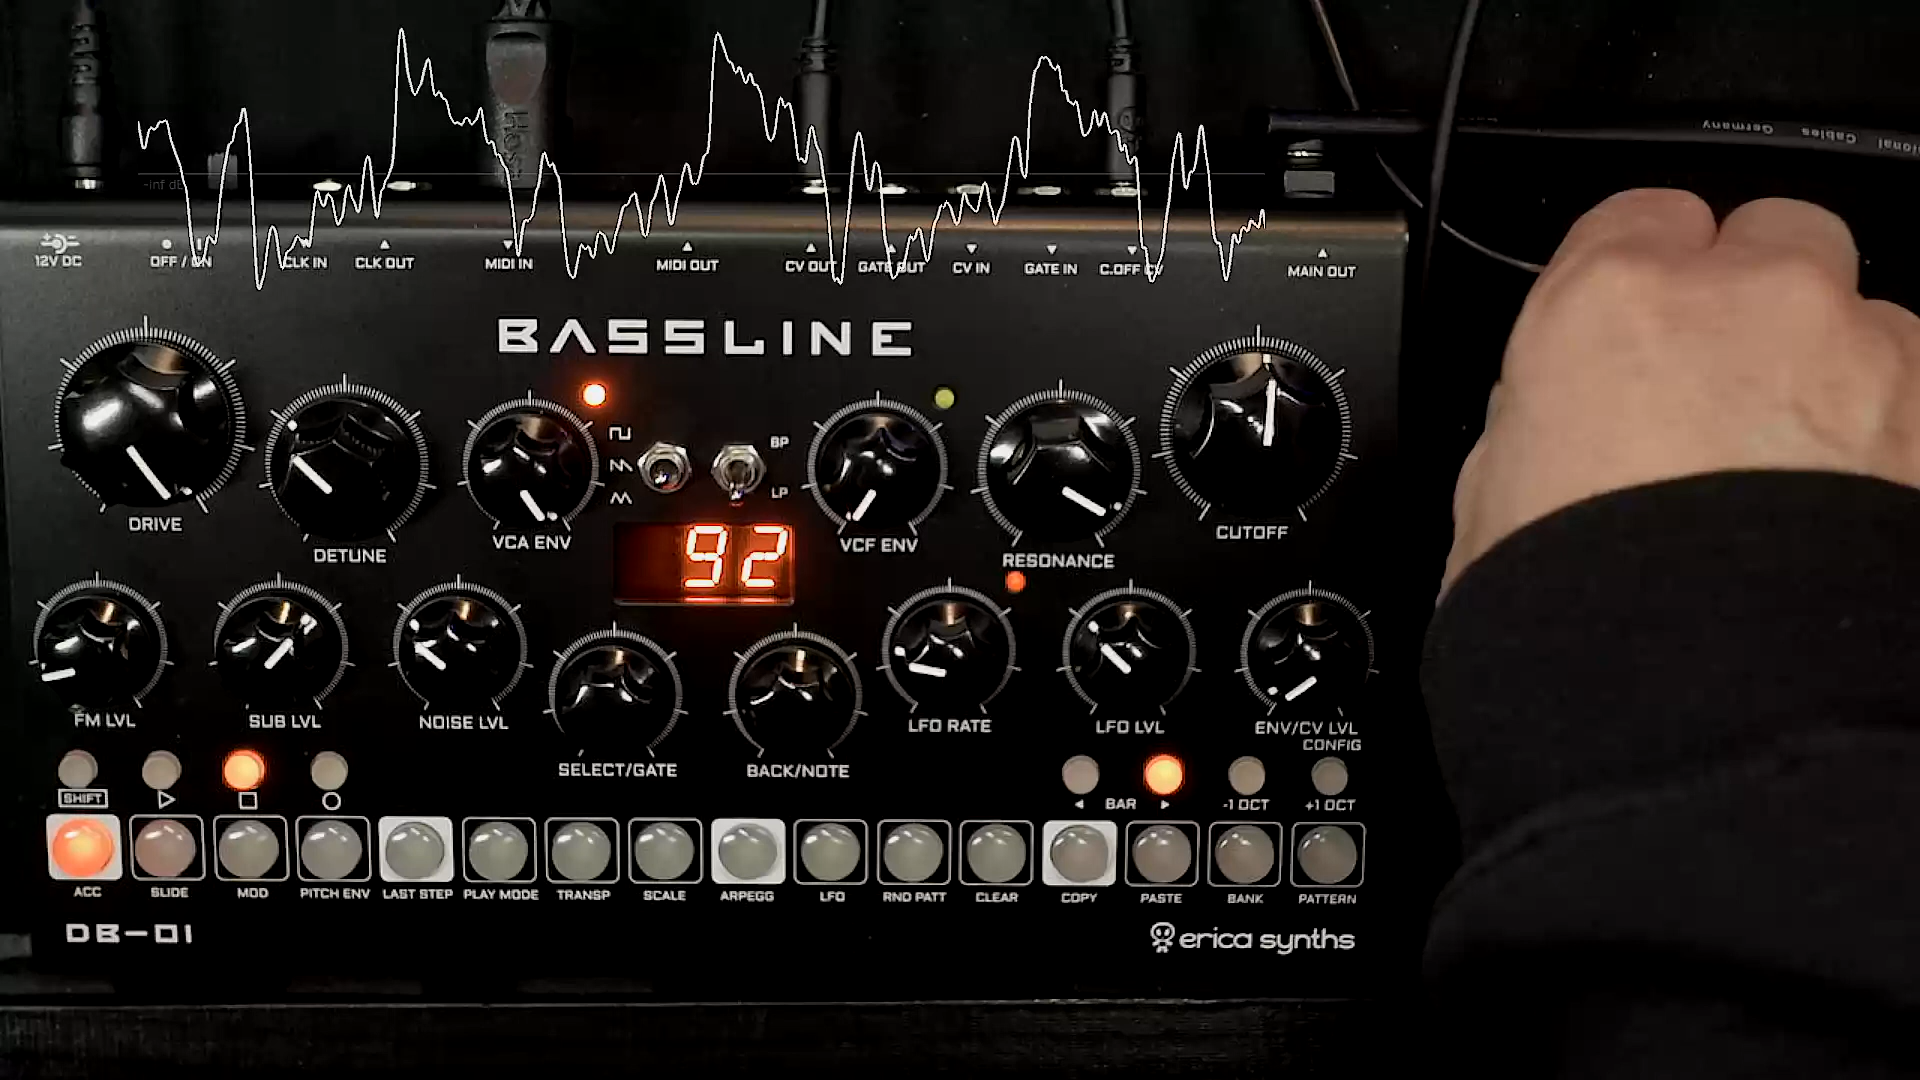 Germany Cables sional
HOSA
-inf dB
12V DC OFF / ON CLK IN CLK OUT MIDI IN MIDI OUT CV OUT GATE OUT CV IN GATE IN C.OFF CV MAIN OUT
BASSLINE
BP
LP
DRIVE DETUNE VCA ENV VCF ENV RESONANCE CUTOFF
92
FM LVL SUB LVL NOISE LVL SELECT/GATE BACK/NOTE LFO RATE LFO LVL ENV/CV LVL
CONFIG
SHIFT BAR -1 OCT +1 OCT
ACC SLIDE MOD PITCH ENV LAST STEP PLAY MODE TRANSP SCALE ARPEGG LFO RND PATT CLEAR COPY PASTE BANK PATTERN
DB-01 erica synths